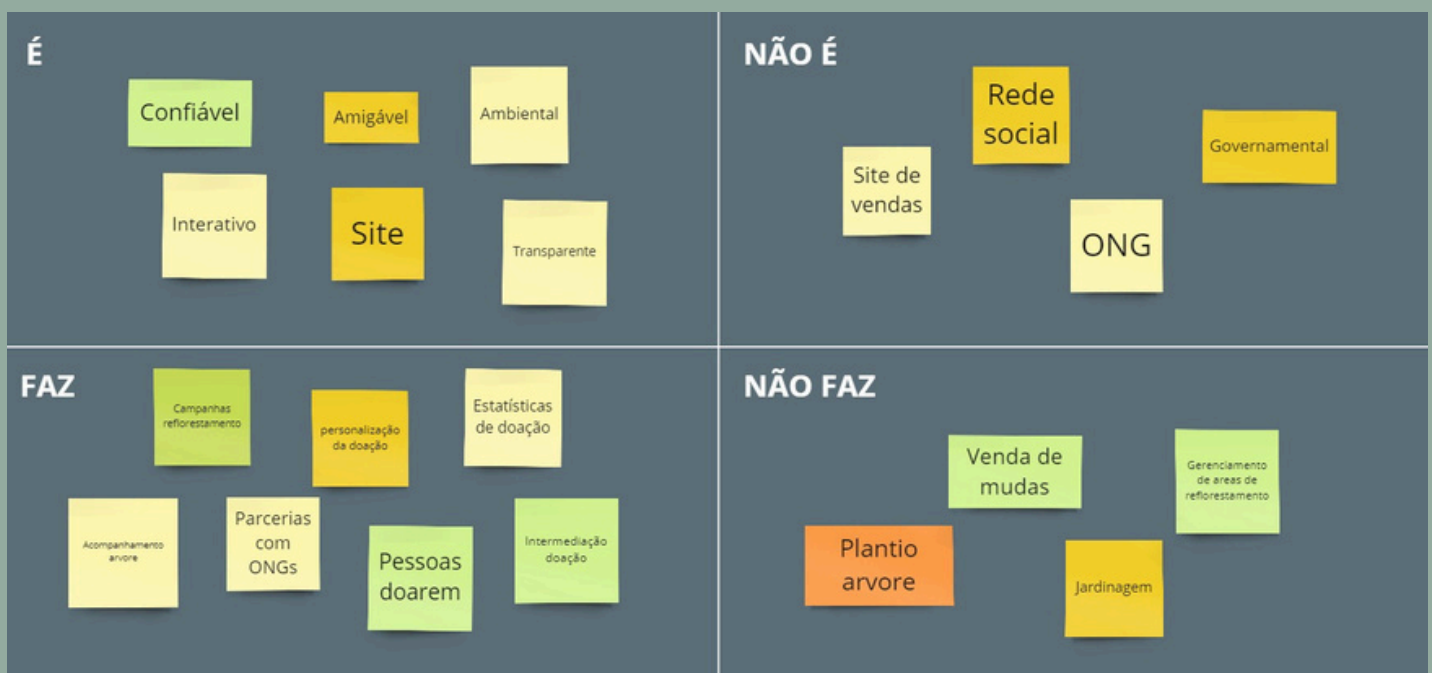 É
Confiável
Amigável
Ambiental
Interativo
Site
Transparente
NÃO É
Rede
social
Governamental
Site de
vendas
ONG
FAZ
Campanhas
reflorestamento
personalização
da doação
Estatísticas
de doação
Acompanhamento
arvore
Parcerias
com
ONGs
Pessoas
doarem
Intermediação
doação
NÃO FAZ
Venda de
mudas
Gerenciamento
de areas de
reflorestamento
Plantio
arvore
Jardinagem